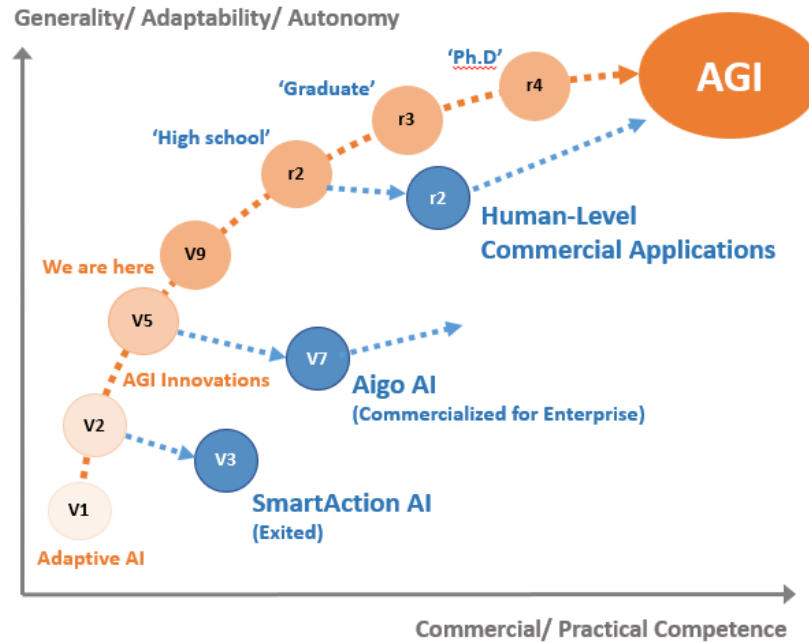 Generality/ Adaptability/ Autonomy
'Ph.D'
AGI
r4
'Graduate'
r3
'High school'
r2
r2
Human-Level
Commercial Applications
V9
We are here
V5
V7
AGI Innovations
Aigo AI
(Commercialized for Enterprise)
V2
V3
SmartAction AI
(Exited)
V1
Adaptive AI
Commercial/ Practical Competence